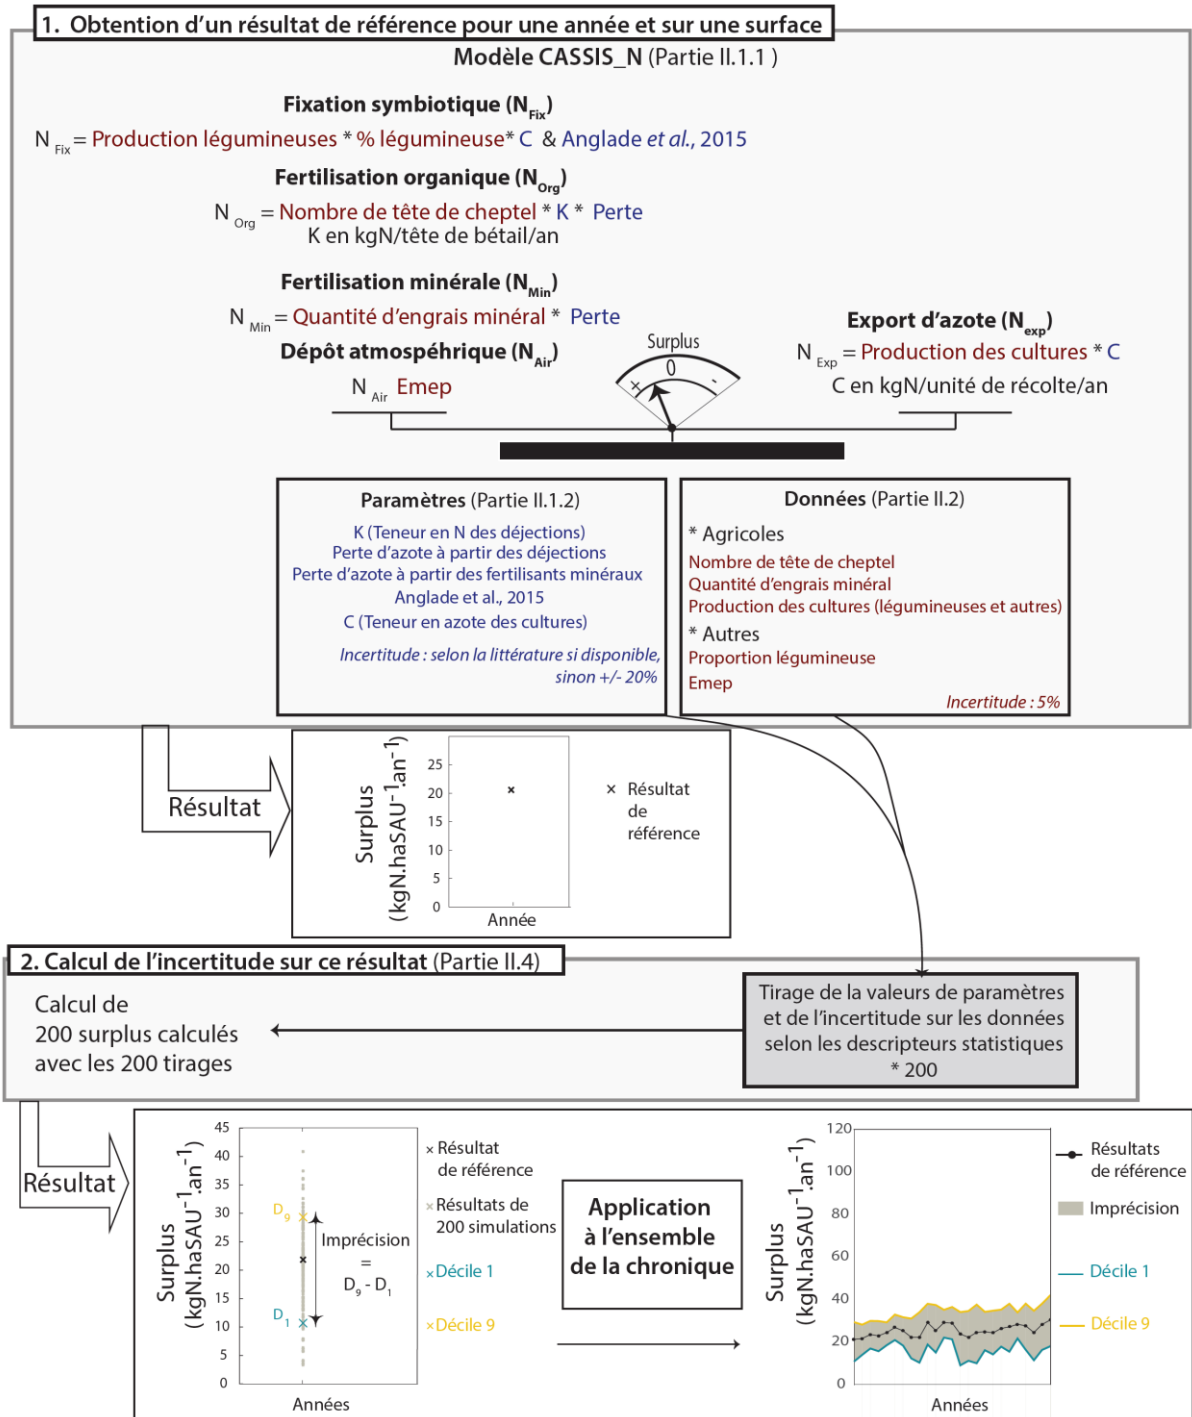 1. Obtention d'un résultat de référence pour une année et sur une surface
Modèle CASSIS_N (Partie II.1.1 )
Fixation symbiotique (N Fix)
N Fix = Production légumineuses * % légumineuse* C & Anglade et al., 2015
Fertilisation organique (N Org)
N Org = Nombre de tête de cheptel * K * Perte
K en kgN/tête de bétail/an
Fertilisation minérale (N Min)
N Min = Quantité d'engrais minéral * Perte
Dépôt atmospéhrique (N Air)
N Air Emep
Surplus
+ 0 -
Export d'azote (N exp)
N Exp = Production des cultures * C
C en kgN/unité de récolte/an
Paramètres (Partie II.1.2)
K (Teneur en N des déjections)
Perte d'azote à partir des déjections
Perte d'azote à partir des fertilisants minéraux
Anglade et al., 2015
C (Teneur en azote des cultures)
Incertitude : selon la littérature si disponible,
sinon +/- 20%
Données (Partie II.2)
* Agricoles
Nombre de tête de cheptel
Quantité d'engrais minéral
Production des cultures (légumineuses et autres)
* Autres
Proportion légumineuse
Emep
Incertitude : 5%
Résultat
Surplus
(kgN.haSAU⁻¹.an⁻¹)
25
20
15
10
5
0
Année
× Résultat
de
référence
2. Calcul de l'incertitude sur ce résultat (Partie II.4)
Calcul de
200 surplus calculés
avec les 200 tirages
Tirage de la valeurs de paramètres
et de l'incertitude sur les données
selon les descripteurs statistiques
* 200
Résultat
Surplus
(kgN.haSAU⁻¹.an⁻¹)
45
40
35
30
25
20
15
10
5
0
D9
D1
Imprécision
=
D9 - D1
Années
× Résultat
de référence
× Résultats de
200 simulations
× Décile 1
× Décile 9
Application
à l'ensemble
de la chronique
Surplus
(kgN.haSAU⁻¹.an⁻¹)
120
100
80
60
40
20
0
Années
Résultats
de référence
Imprécision
Décile 1
Décile 9